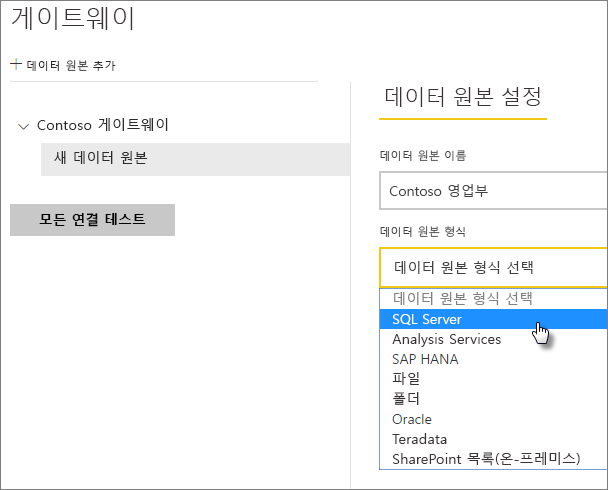 게이트웨이
+ 데이터 원본 추가
Contoso 게이트웨이
새 데이터 원본
모든 연결 테스트
데이터 원본 설정
데이터 원본 이름
Contoso 영업부
데이터 원본 형식
데이터 원본 형식 선택
데이터 원본 형식 선택
SQL Server
Analysis Services
SAP HANA
파일
폴더
Oracle
Teradata
SharePoint 목록(온-프레미스)